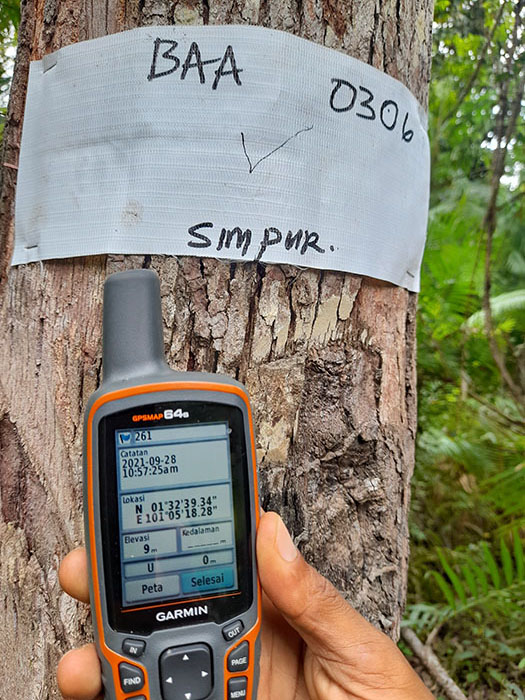 BAA
0306
SIMPUR.
GPSMAP 64s
261
Catatan
2021-09-28
10:57:25am
Lokasi
N 01°32'39.34"
E 101°05'18.28"
Elevasi Kedalaman
9m ____m
U 0m
Peta Selesai
GARMIN
IN OUT
FIND PAGE
MENU